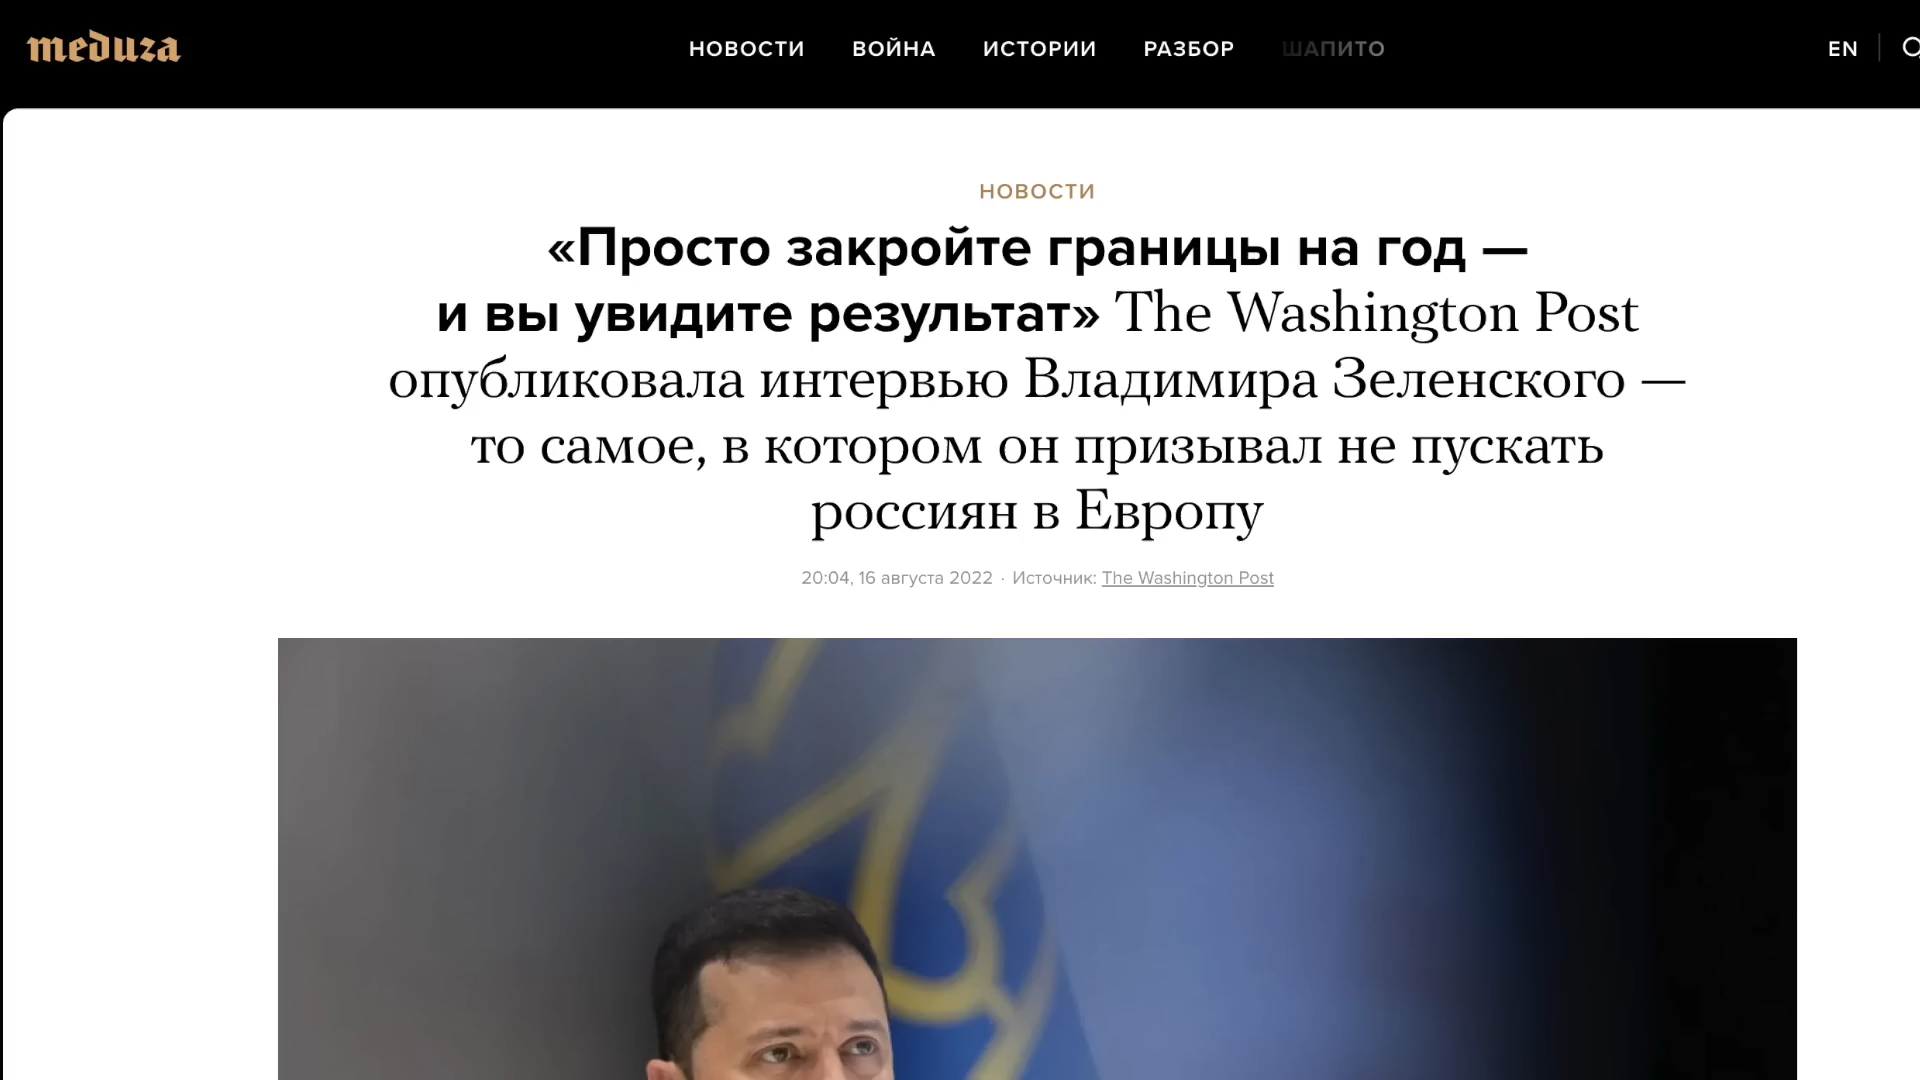 meduza
НОВОСТИ ВОЙНА ИСТОРИИ РАЗБОР ШАПИТО EN
НОВОСТИ
«Просто закройте границы на год —
и вы увидите результат» The Washington Post
опубликовала интервью Владимира Зеленского —
то самое, в котором он призывал не пускать
россиян в Европу
20:04, 16 августа 2022 · Источник: The Washington Post